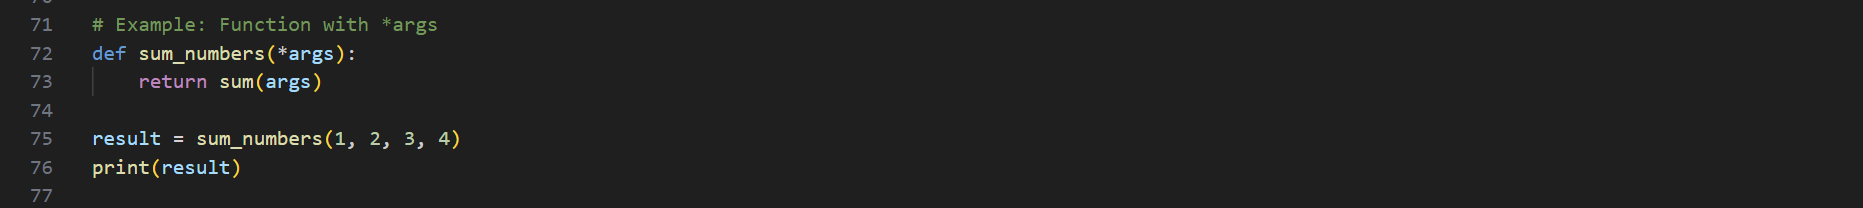 71 # Example: Function with *args
72 def sum_numbers(*args):
73     return sum(args)
74
75 result = sum_numbers(1, 2, 3, 4)
76 print(result)
77